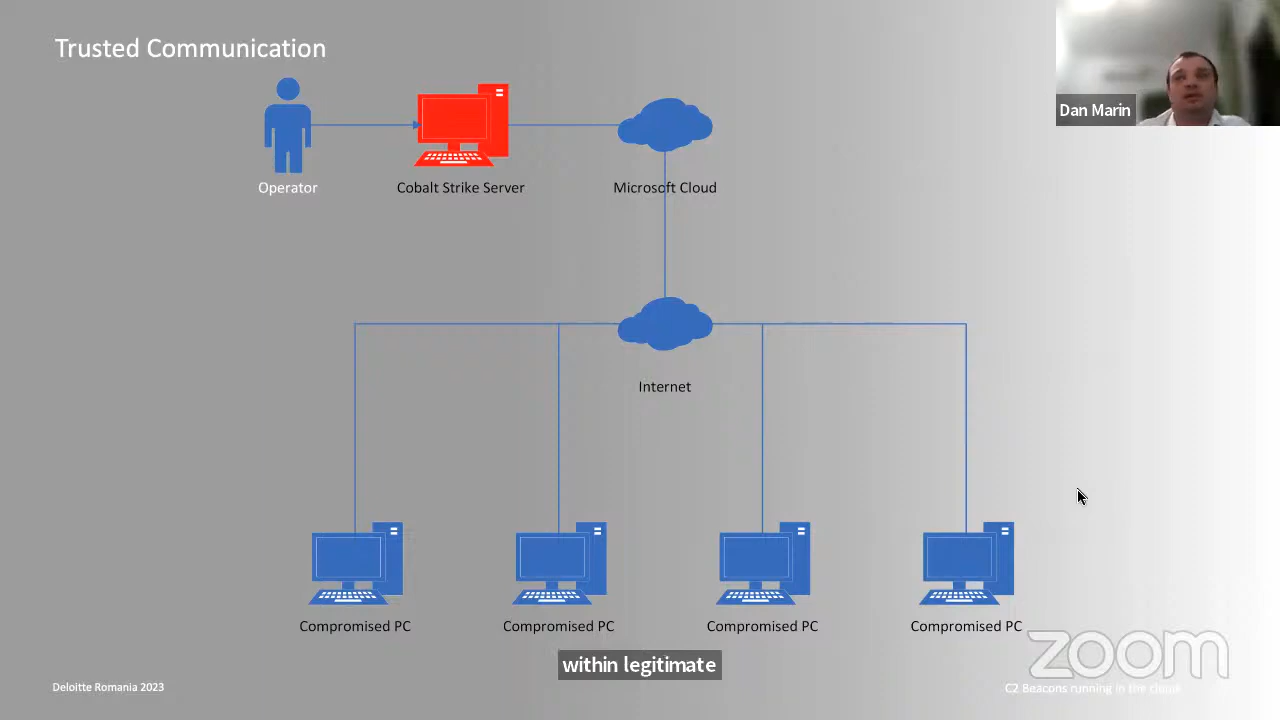 Trusted Communication
Dan Marin
Operator
Cobalt Strike Server
Microsoft Cloud
Internet
Compromised PC
Compromised PC
Compromised PC
Compromised PC
within legitimate
zoom
Deloitte Romania 2023
C2 Beacons running in the cloud